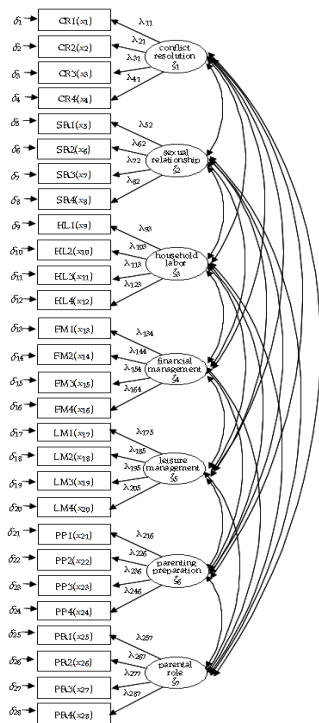 δ1 CR1(x1) λ11
δ2 CR2(x2) λ21
δ3 CR3(x3) λ31
δ4 CR4(x4) λ41
conflict
resolution
ξ1
δ5 SR1(x5) λ52
δ6 SR2(x6) λ62
δ7 SR3(x7) λ72
δ8 SR4(x8) λ82
sexual
relationship
ξ2
δ9 HL1(x9) λ93
δ10 HL2(x10) λ103
δ11 HL3(x11) λ113
δ12 HL4(x12) λ123
household
labor
ξ3
δ13 FM1(x13) λ134
δ14 FM2(x14) λ144
δ15 FM3(x15) λ154
δ16 FM4(x16) λ164
financial
management
ξ4
δ17 LM1(x17) λ175
δ18 LM2(x18) λ185
δ19 LM3(x19) λ195
δ20 LM4(x20) λ205
leisure
management
ξ5
δ21 PP1(x21) λ216
δ22 PP2(x22) λ226
δ23 PP3(x23) λ236
δ24 PP4(x24) λ246
parenting
preparation
ξ6
δ25 PR1(x25) λ257
δ26 PR2(x26) λ267
δ27 PR3(x27) λ277
δ28 PR4(x28) λ287
parental
role
ξ7